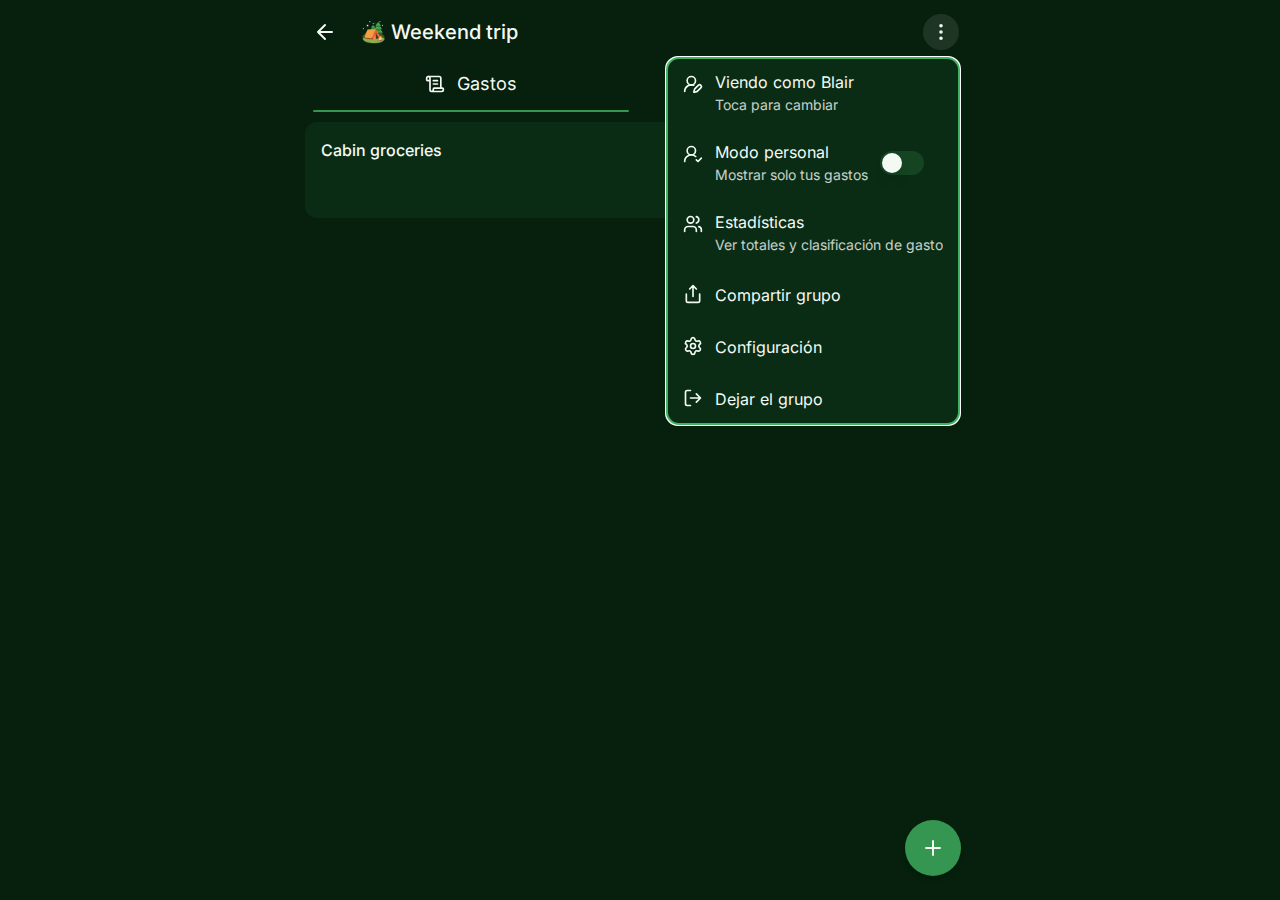 🏕️ Weekend trip
Gastos
Cabin groceries
Viendo como Blair
Toca para cambiar
Modo personal
Mostrar solo tus gastos
Estadísticas
Ver totales y clasificación de gasto
Compartir grupo
Configuración
Dejar el grupo